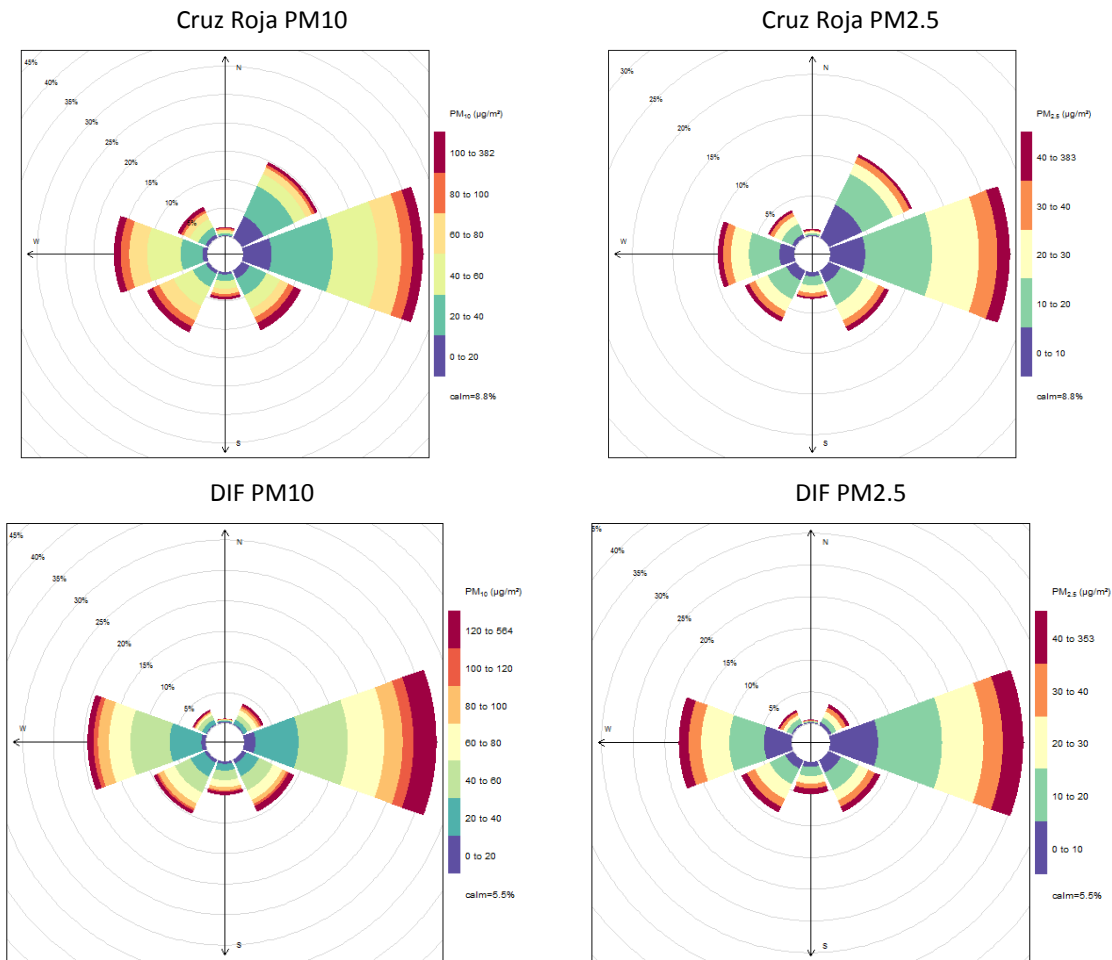 Cruz Roja PM10
45%
40%
35%
30%
25%
20%
15%
10%
5%
N
W
S
PM10 (µg/m²)
100 to 382
80 to 100
60 to 80
40 to 60
20 to 40
0 to 20
calm=8.8%
Cruz Roja PM2.5
30%
25%
20%
15%
10%
5%
N
W
S
PM2.5 (µg/m²)
40 to 383
30 to 40
20 to 30
10 to 20
0 to 10
calm=8.8%
DIF PM10
45%
40%
35%
30%
25%
20%
15%
10%
5%
N
W
S
PM10 (µg/m²)
120 to 564
100 to 120
80 to 100
60 to 80
40 to 60
20 to 40
0 to 20
calm=5.5%
DIF PM2.5
5%
40%
35%
30%
25%
20%
15%
10%
5%
N
W
S
PM2.5 (µg/m²)
40 to 353
30 to 40
20 to 30
10 to 20
0 to 10
calm=5.5%